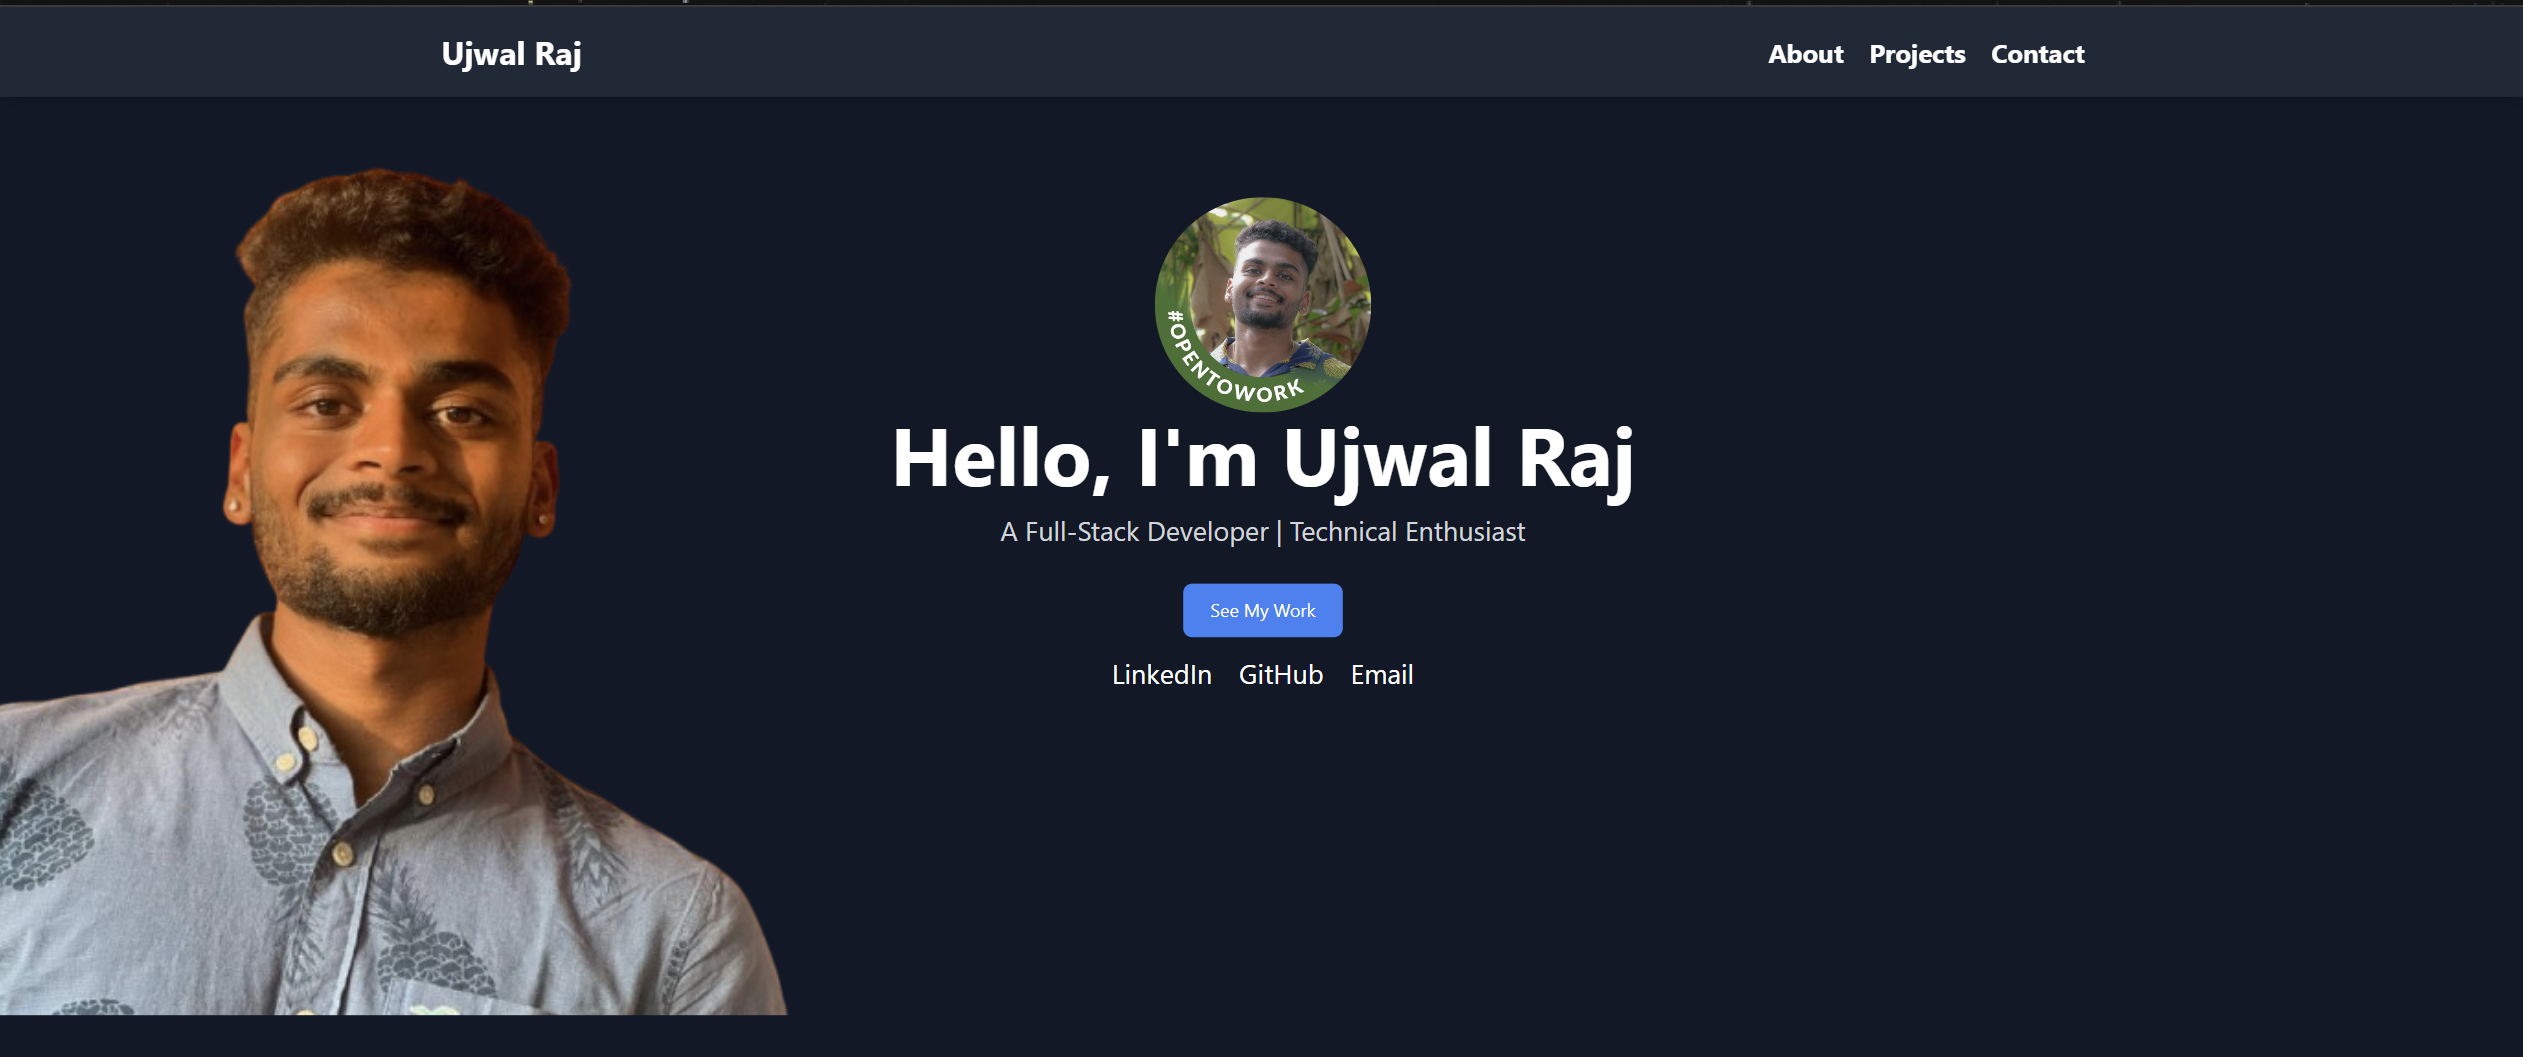 Ujwal Raj
About Projects Contact
#OPENTOWORK
Hello, I'm Ujwal Raj
A Full-Stack Developer | Technical Enthusiast
See My Work
LinkedIn GitHub Email